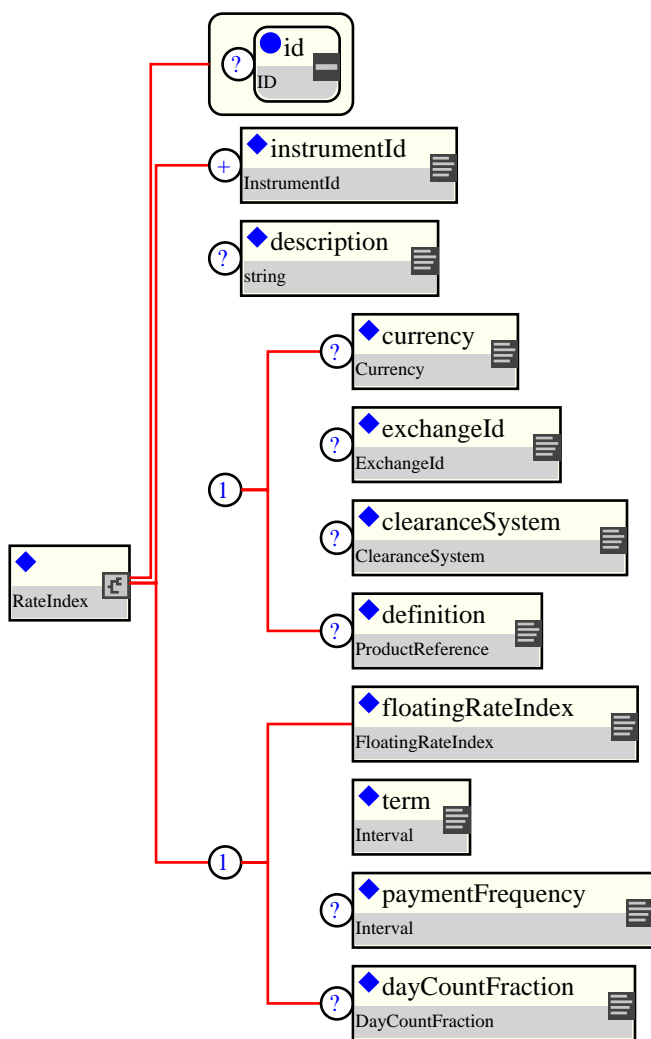 ? id
ID
+ instrumentId
InstrumentId
? description
string
? currency
Currency
? exchangeId
ExchangeId
1
? clearanceSystem
ClearanceSystem
RateIndex
? definition
ProductReference
floatingRateIndex
FloatingRateIndex
term
Interval
1
? paymentFrequency
Interval
? dayCountFraction
DayCountFraction